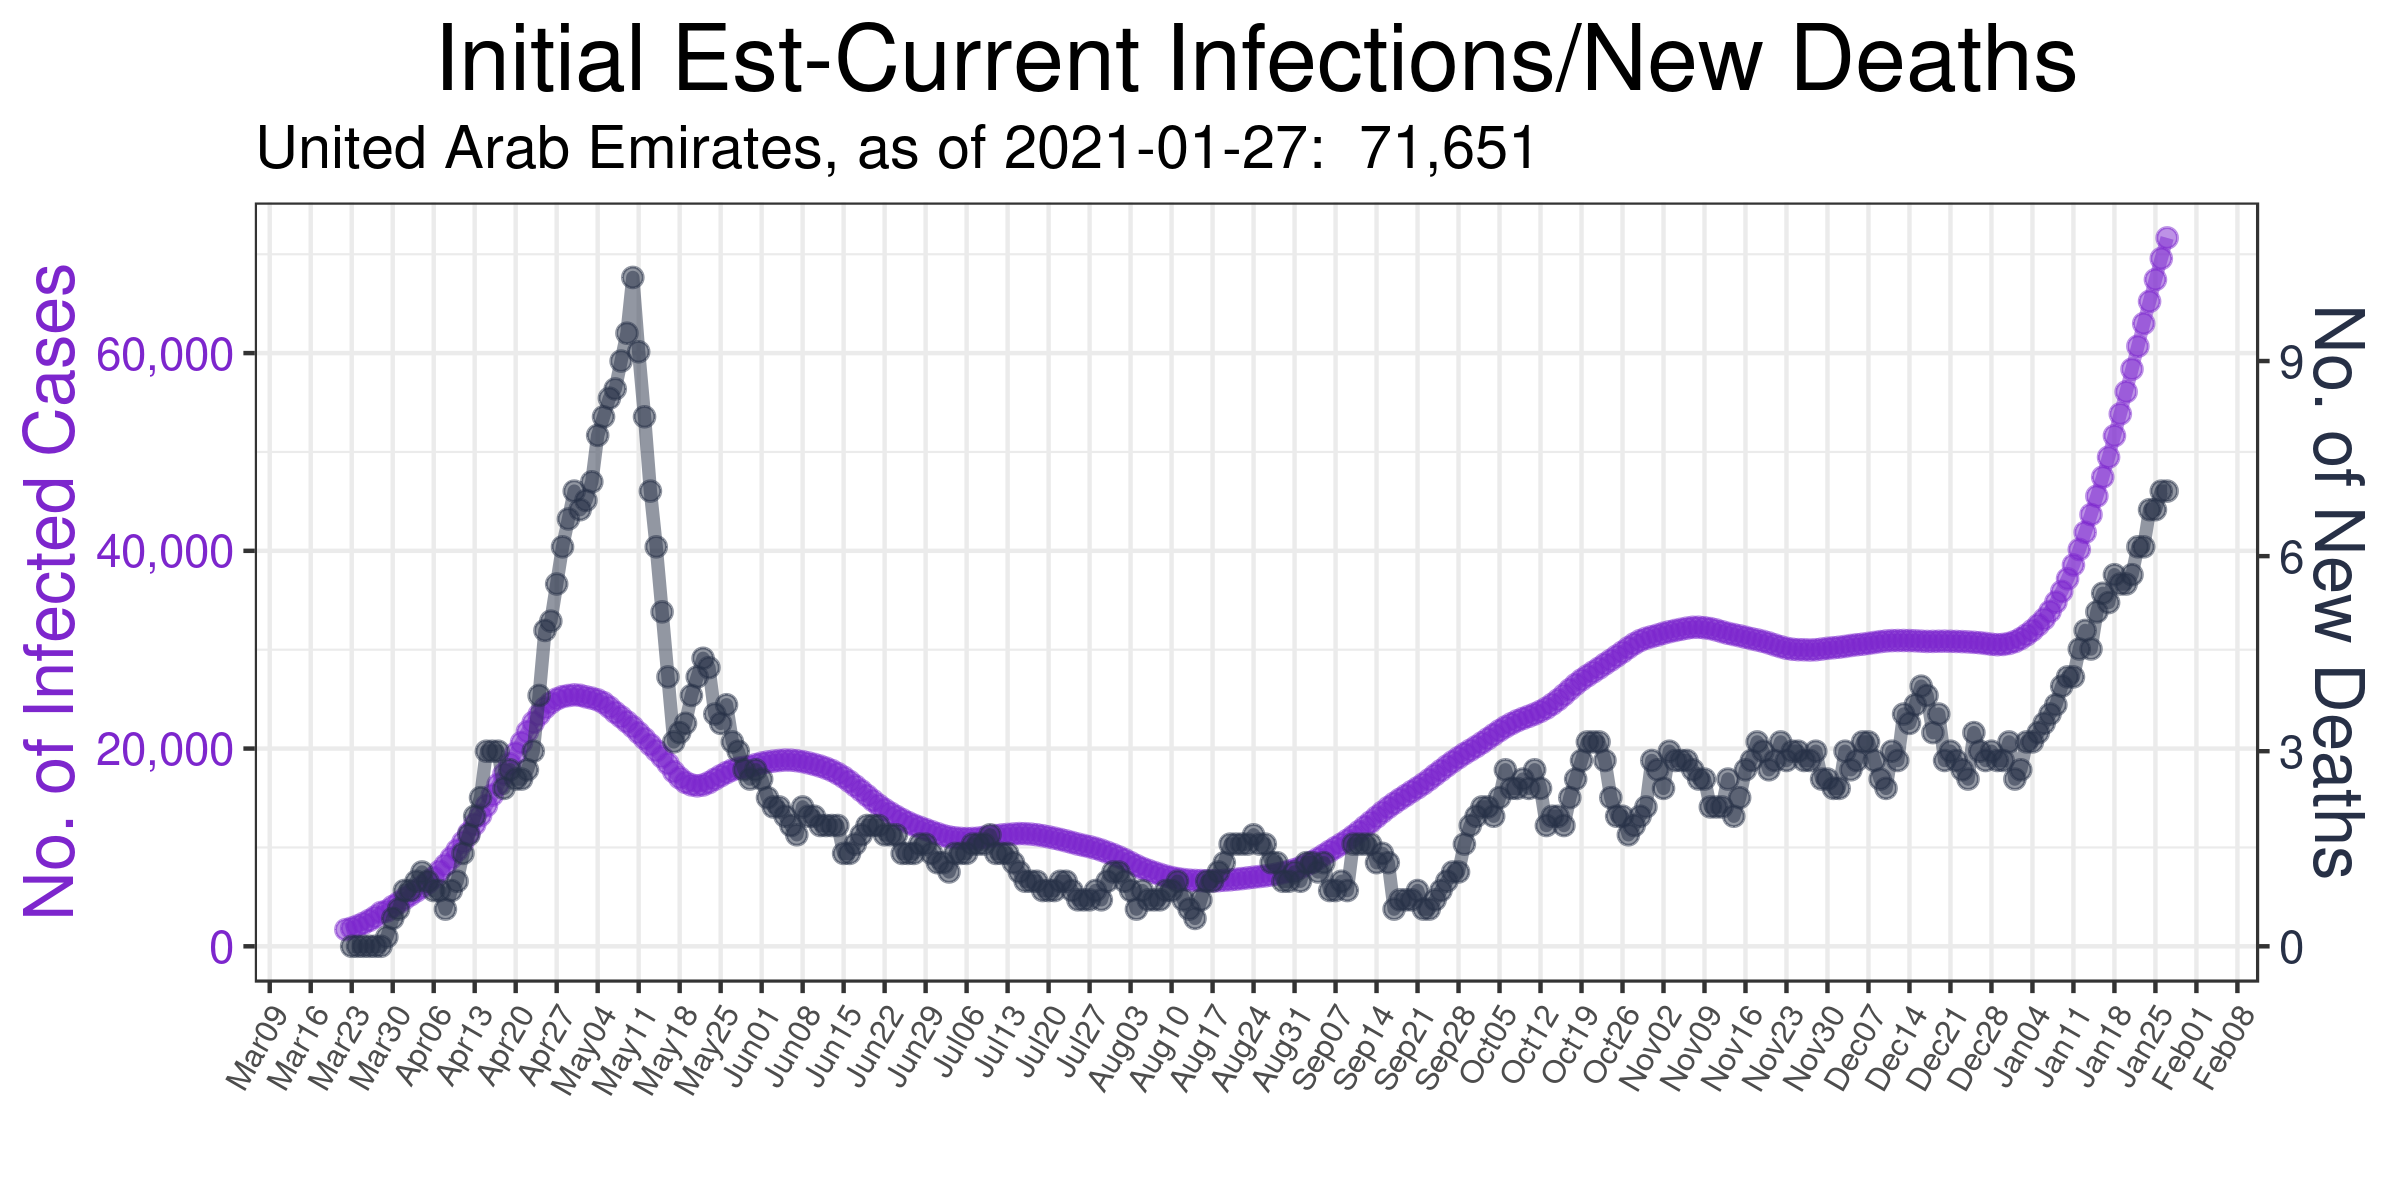 Initial Est-Current Infections/New Deaths
United Arab Emirates, as of 2021-01-27:  71,651
No. of Infected Cases
60,000
40,000
20,000
0
9
6
3
0
No. of New Deaths
Mar09
Mar16
Mar23
Mar30
Apr06
Apr13
Apr20
Apr27
May04
May11
May18
May25
Jun01
Jun08
Jun15
Jun22
Jun29
Jul06
Jul13
Jul20
Jul27
Aug03
Aug10
Aug17
Aug24
Aug31
Sep07
Sep14
Sep21
Sep28
Oct05
Oct12
Oct19
Oct26
Nov02
Nov09
Nov16
Nov23
Nov30
Dec07
Dec14
Dec21
Dec28
Jan04
Jan11
Jan18
Jan25
Feb01
Feb08